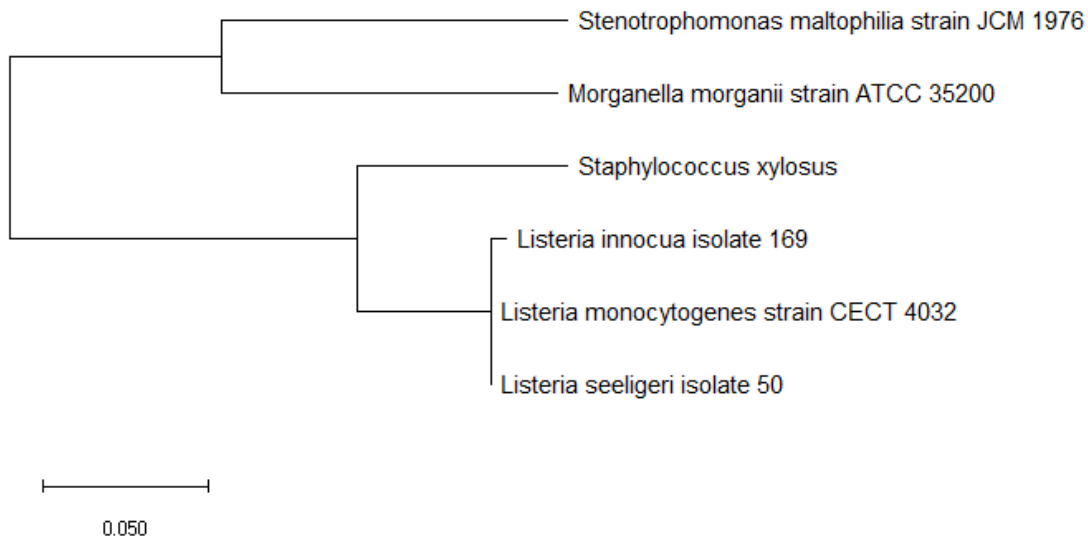 Stenotrophomonas maltophilia strain JCM 1976
Morganella morganii strain ATCC 35200
Staphylococcus xylosus
Listeria innocua isolate 169
Listeria monocytogenes strain CECT 4032
Listeria seeligeri isolate 50
0.050